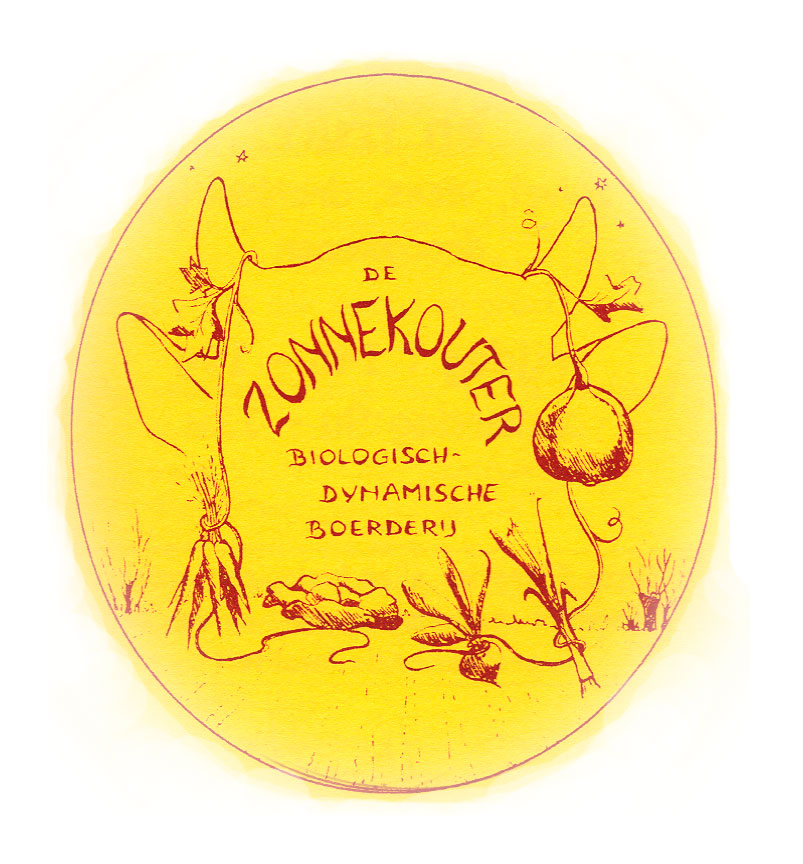 DE
ZONNEKOUTER
BIOLOGISCH-
DYNAMISCHE
BOERDERIJ